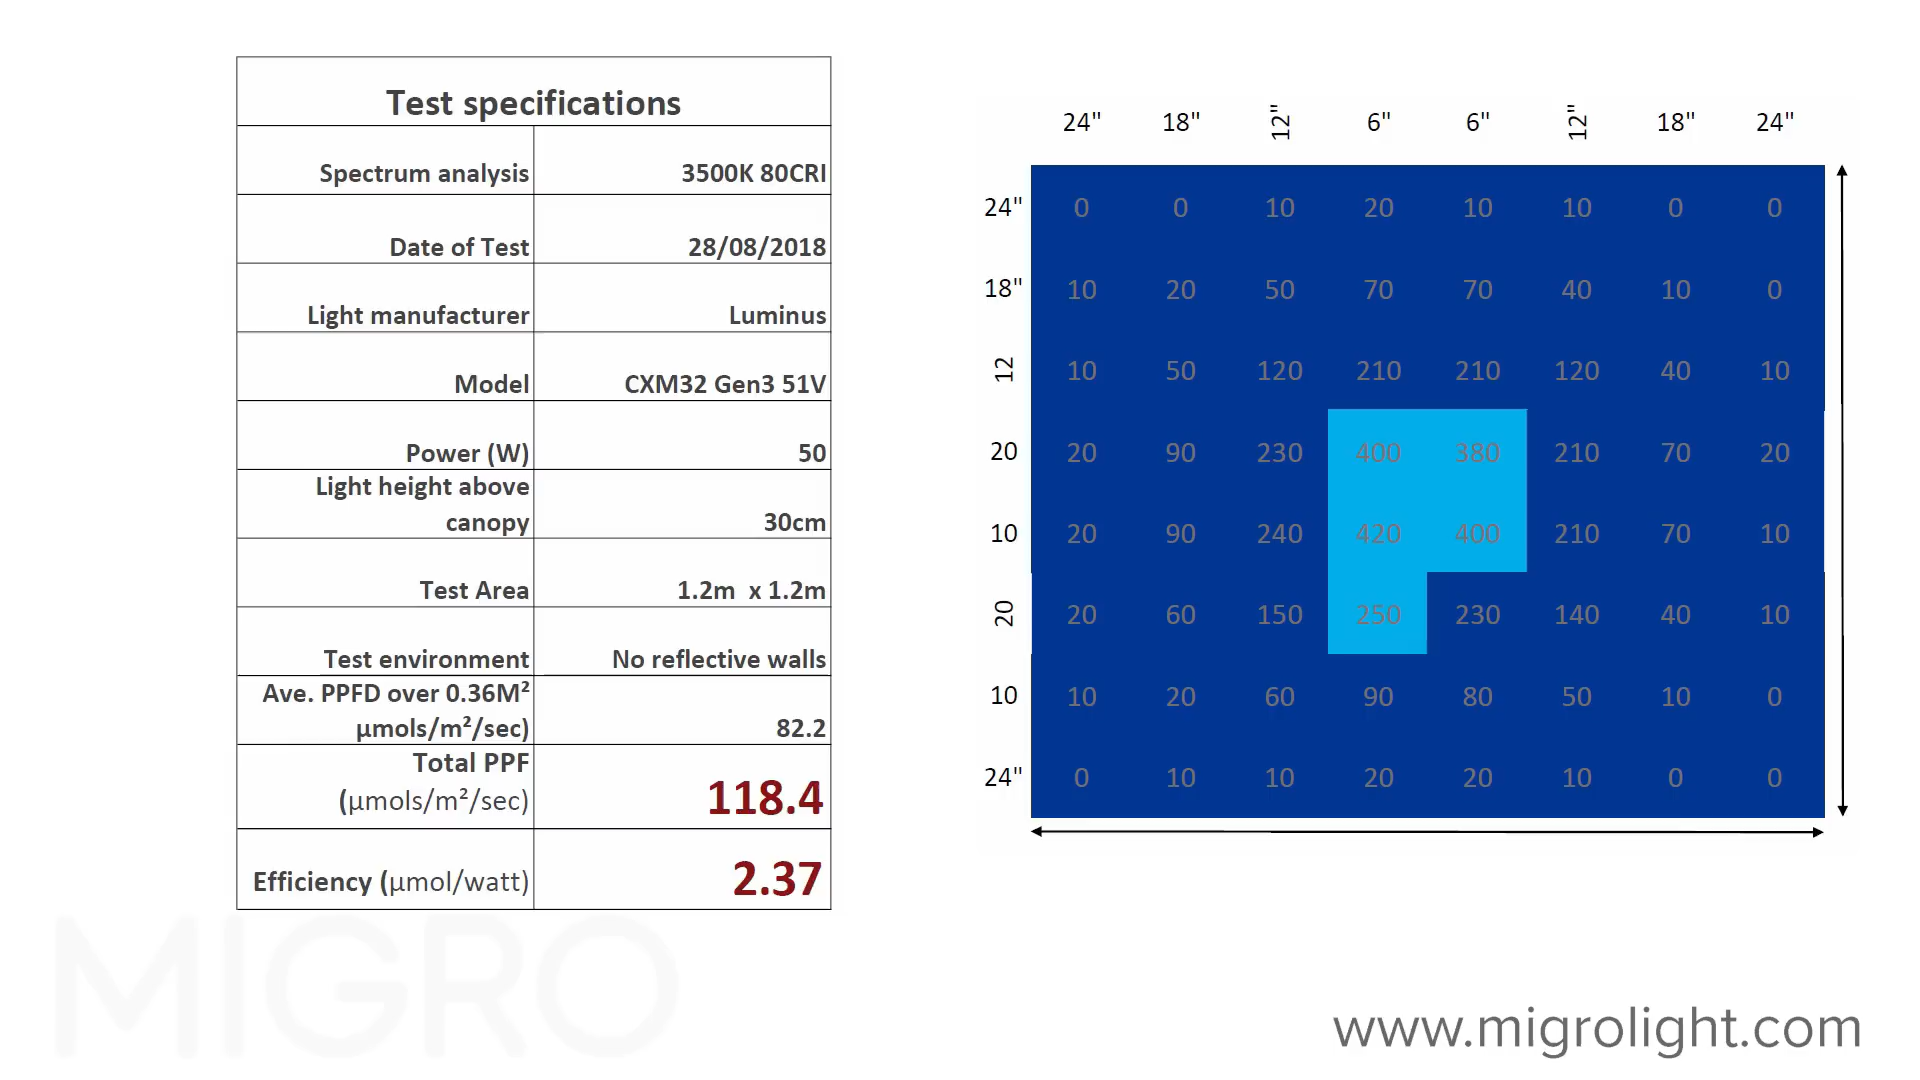 Test specifications
Spectrum analysis 3500K 80CRI
Date of Test 28/08/2018
Light manufacturer Luminus
Model CXM32 Gen3 51V
Power (W) 50
Light height above
canopy 30cm
Test Area 1.2m x 1.2m
Test environment No reflective walls
Ave. PPFD over 0.36M²
µmols/m²/sec) 82.2
Total PPF
(µmols/m²/sec) 118.4
Efficiency (µmol/watt) 2.37
24" 18" 12" 6" 6" 12" 18" 24"
24" 0 0 10 20 10 10 0 0
18" 10 20 50 70 70 40 10 0
12 10 50 120 210 210 120 40 10
20 20 90 230 400 380 210 70 20
10 20 90 240 420 400 210 70 10
20 20 60 150 250 230 140 40 10
10 10 20 60 90 80 50 10 0
24" 0 10 10 20 20 10 0 0
MIGRO
www.migrolight.com